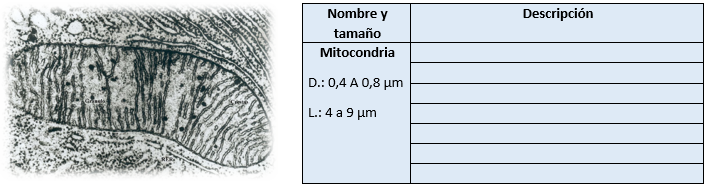 Nombre y
tamaño
Descripción
Mitocondria
D.: 0,4 A 0,8 µm
L.: 4 a 9 µm